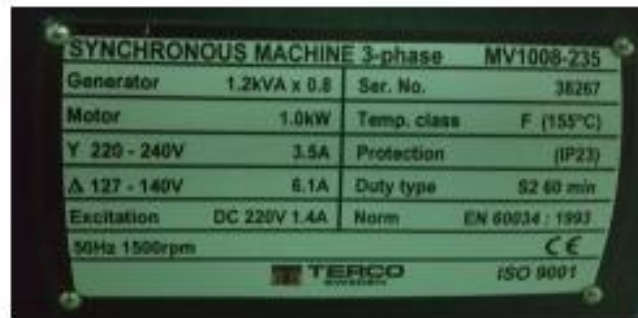 SYNCHRONOUS MACHINE 3-phase MV1008-235
Generator 1.2kVA x 0.8 Ser. No. 36267
Motor 1.0kW Temp. class F (155°C)
Y 220 - 240V 3.5A Protection (IP23)
Δ 127 - 140V 6.1A Duty type S2 60 min
Excitation DC 220V 1.4A Norm EN 60034 : 1993
50Hz 1500rpm CE
TERCO ISO 9001
SWEDEN